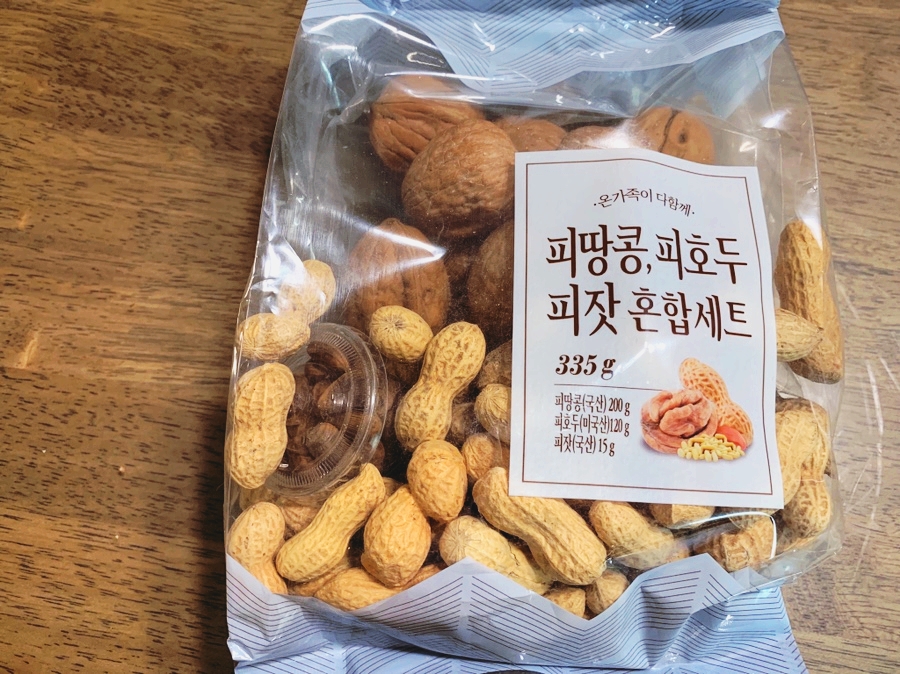 ·온가족이 다함께·
피땅콩, 피호두
피잣 혼합세트
335g
피땅콩(국산) 200g
피호두(미국산)120g
피잣(국산) 15g